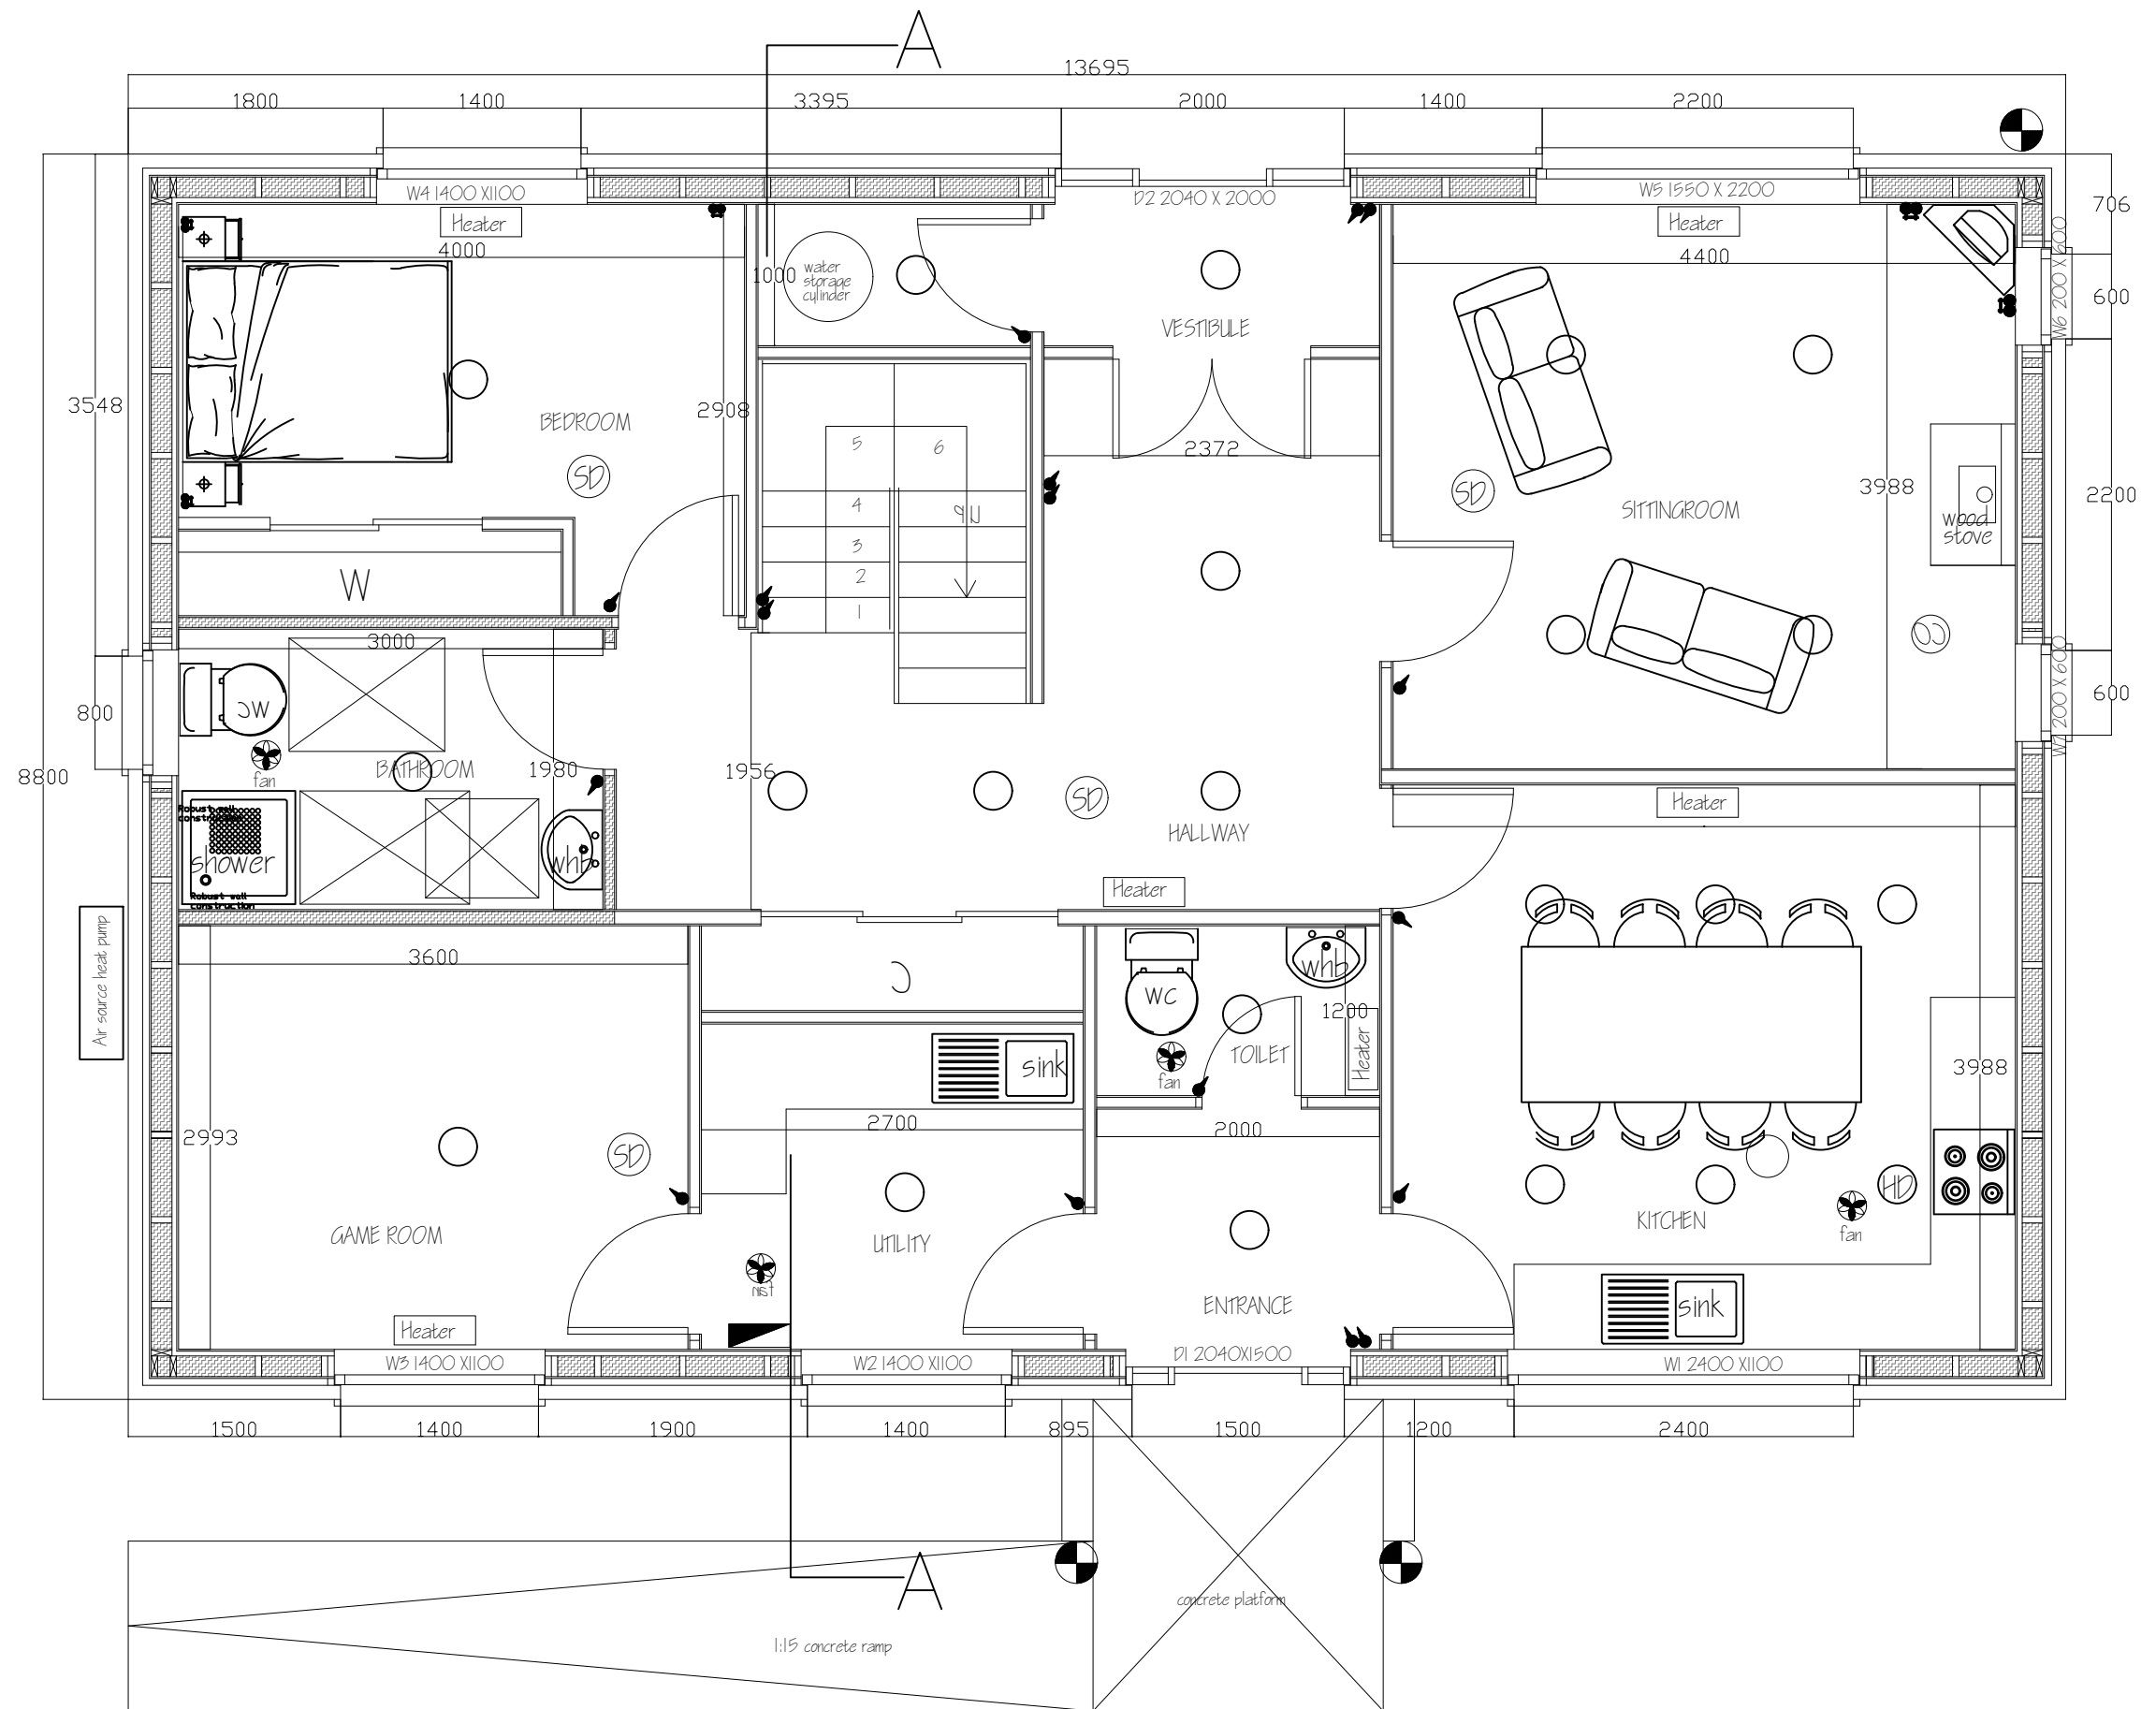 A
13695
1800
1400
3395
2000
1400
2200
W4 1400 X1100
D2 2040 X 2000
W5 1550 X 2200
Heater
Heater
706
4000
4400
1000
water
storage
cylinder
W6 200 X 600
600
VESTIBULE
3548
2908
BEDROOM
5
6
2372
SD
SD
3988
2200
4
UP
SITTINGROOM
wood
stove
3
2
W
1
3000
CO
WC
W7 200 X 600
600
800
fan
BATHROOM
1980
1956
8800
SD
Heater
Robust wall
construction
HALLWAY
shower
whb
Heater
Robust wall
construction
Air source heat pump
3600
C
WC
whb
1200
sink
TOILET
Heater
fan
3988
2993
2700
2000
SD
HD
GAME ROOM
UTILITY
KITCHEN
fan
fan
ENTRANCE
sink
Heater
D1 2040X1500
W3 1400 X1100
W2 1400 X1100
W1 2400 X1100
1500
1400
1900
1400
895
1500
1200
2400
A
concrete platform
1:15 concrete ramp